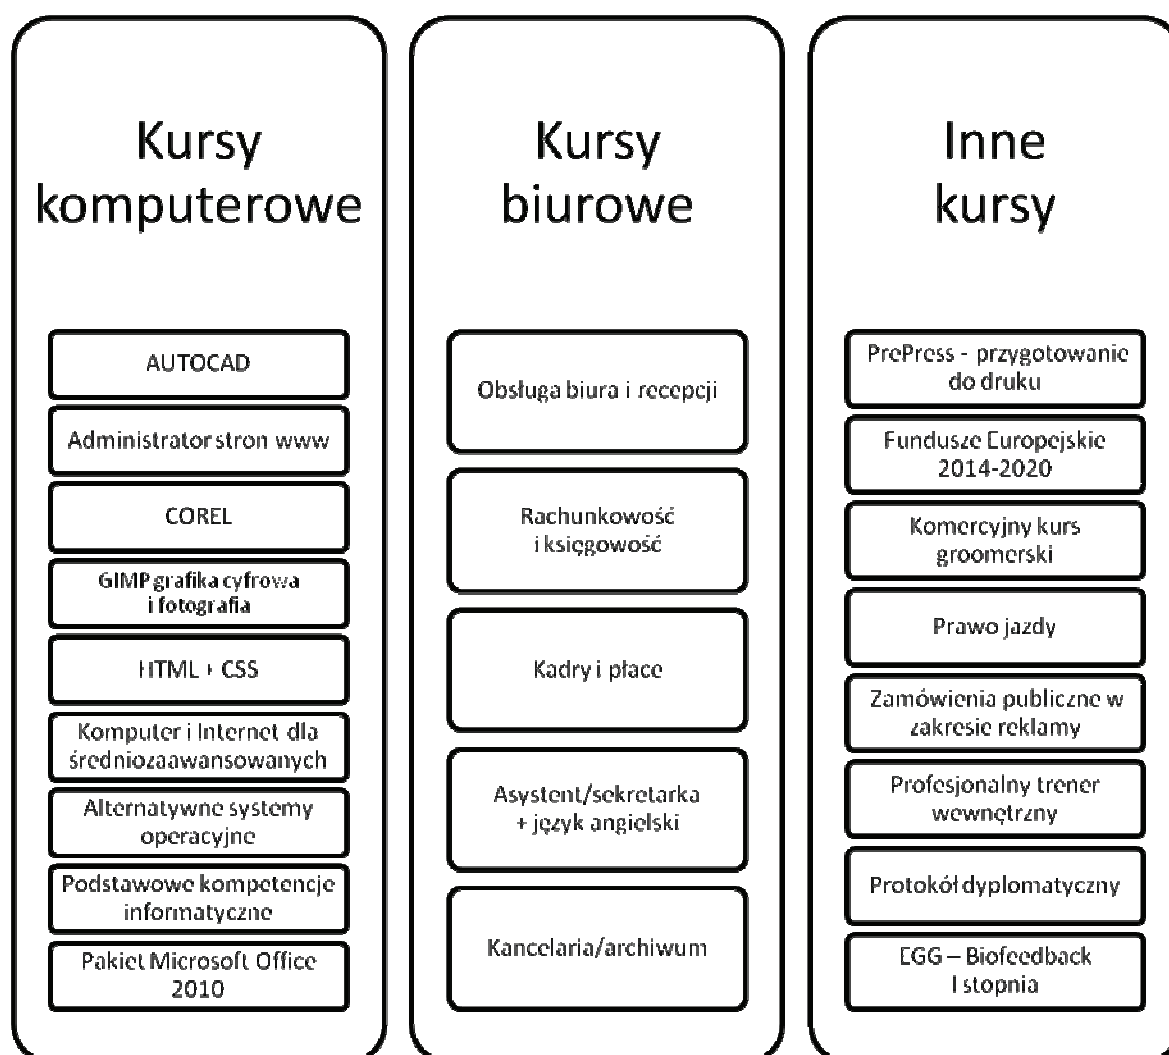 Kursy
komputerowe
AUTOCAD
Administrator stron www
COREL
GIMP grafika cyfrowa
i fotografia
HTML + CSS
Komputer i Internet dla
średniozaawansowanych
Alternatywne systemy
operacyjne
Podstawowe kompetencje
informatyczne
Pakiet Microsoft Office
2010
Kursy
biurowe
Obsługa biura i recepcji
Rachunkowość
i księgowość
Kadry i płace
Asystent/sekretarka
+ język angielski
Kancelaria/archiwum
Inne
kursy
PrePress - przygotowanie
do druku
Fundusze Europejskie
2014-2020
Komercyjny kurs
groomerski
Prawo jazdy
Zamówienia publiczne w
zakresie reklamy
Profesjonalny trener
wewnętrzny
Protokół dyplomatyczny
EGG – Biofeedback
I stopnia